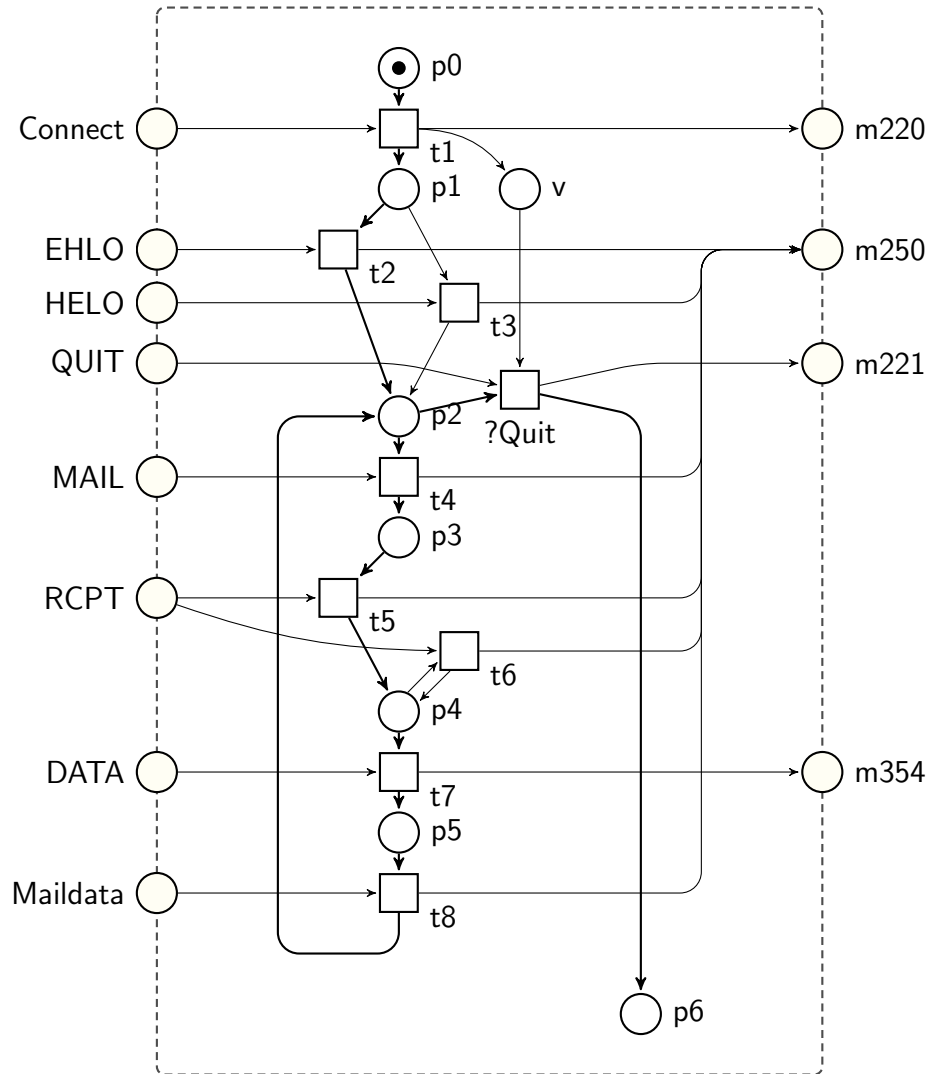 p0
Connect
t1
m220
p1
v
EHLO
t2
m250
HELO
t3
QUIT
m221
p2
?Quit
MAIL
t4
p3
RCPT
t5
t6
p4
DATA
t7
m354
p5
Maildata
t8
p6